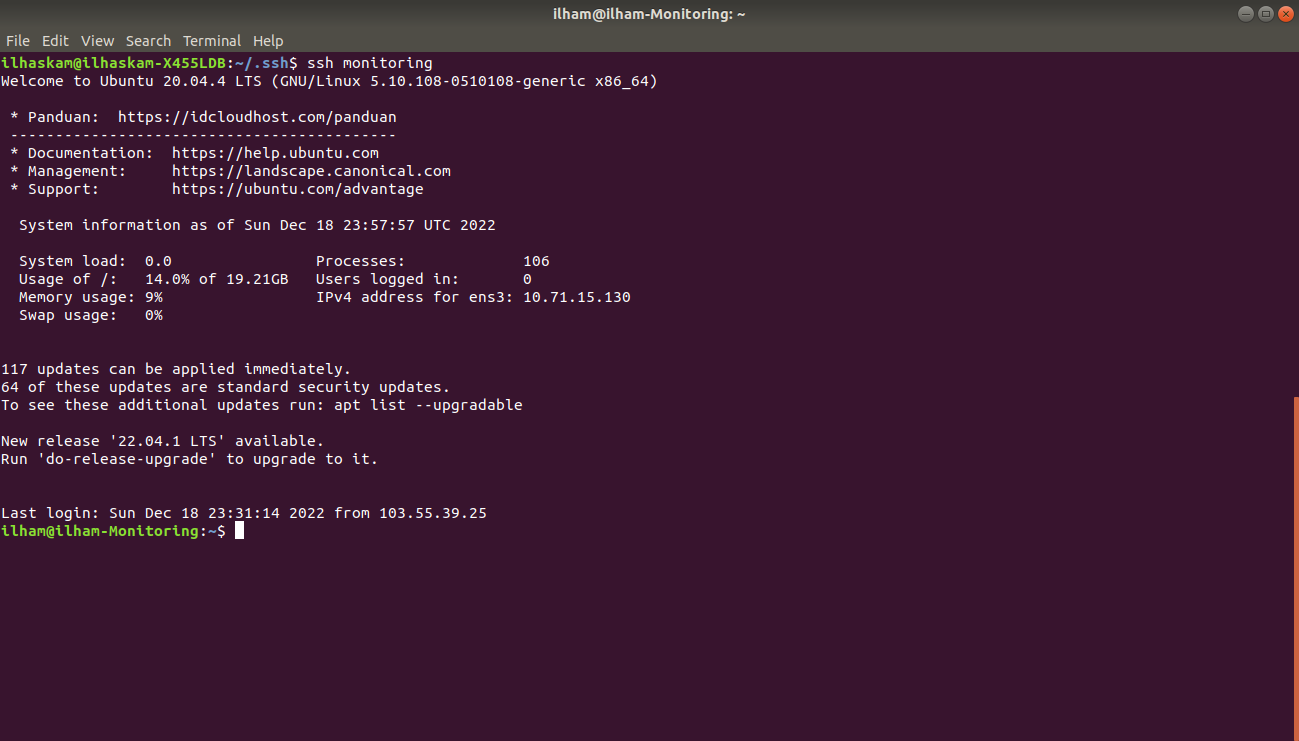 ilham@ilham-Monitoring: ~
File Edit View Search Terminal Help
ilhaskam@ilhaskam-X455LDB:~/.ssh$ ssh monitoring
Welcome to Ubuntu 20.04.4 LTS (GNU/Linux 5.10.108-0510108-generic x86_64)
* Panduan:  https://idcloudhost.com/panduan
-------------------------------------------
* Documentation:  https://help.ubuntu.com
* Management:     https://landscape.canonical.com
* Support:        https://ubuntu.com/advantage
System information as of Sun Dec 18 23:57:57 UTC 2022
System load:  0.0                Processes:             106
Usage of /:   14.0% of 19.21GB   Users logged in:       0
Memory usage: 9%                 IPv4 address for ens3: 10.71.15.130
Swap usage:   0%
117 updates can be applied immediately.
64 of these updates are standard security updates.
To see these additional updates run: apt list --upgradable
New release '22.04.1 LTS' available.
Run 'do-release-upgrade' to upgrade to it.
Last login: Sun Dec 18 23:31:14 2022 from 103.55.39.25
ilham@ilham-Monitoring:~$